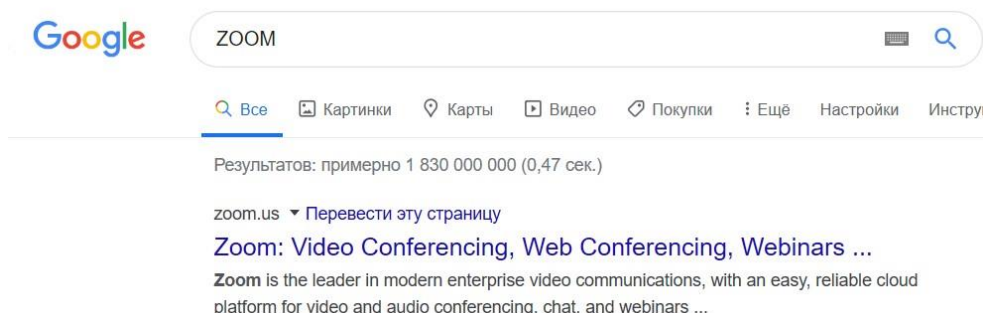 Google ZOOM
Все Картинки Карты Видео Покупки Ещё Настройки Инстру
Результатов: примерно 1 830 000 000 (0,47 сек.)
zoom.us Перевести эту страницу
Zoom: Video Conferencing, Web Conferencing, Webinars ...
Zoom is the leader in modern enterprise video communications, with an easy, reliable cloud
platform for video and audio conferencing, chat, and webinars ...